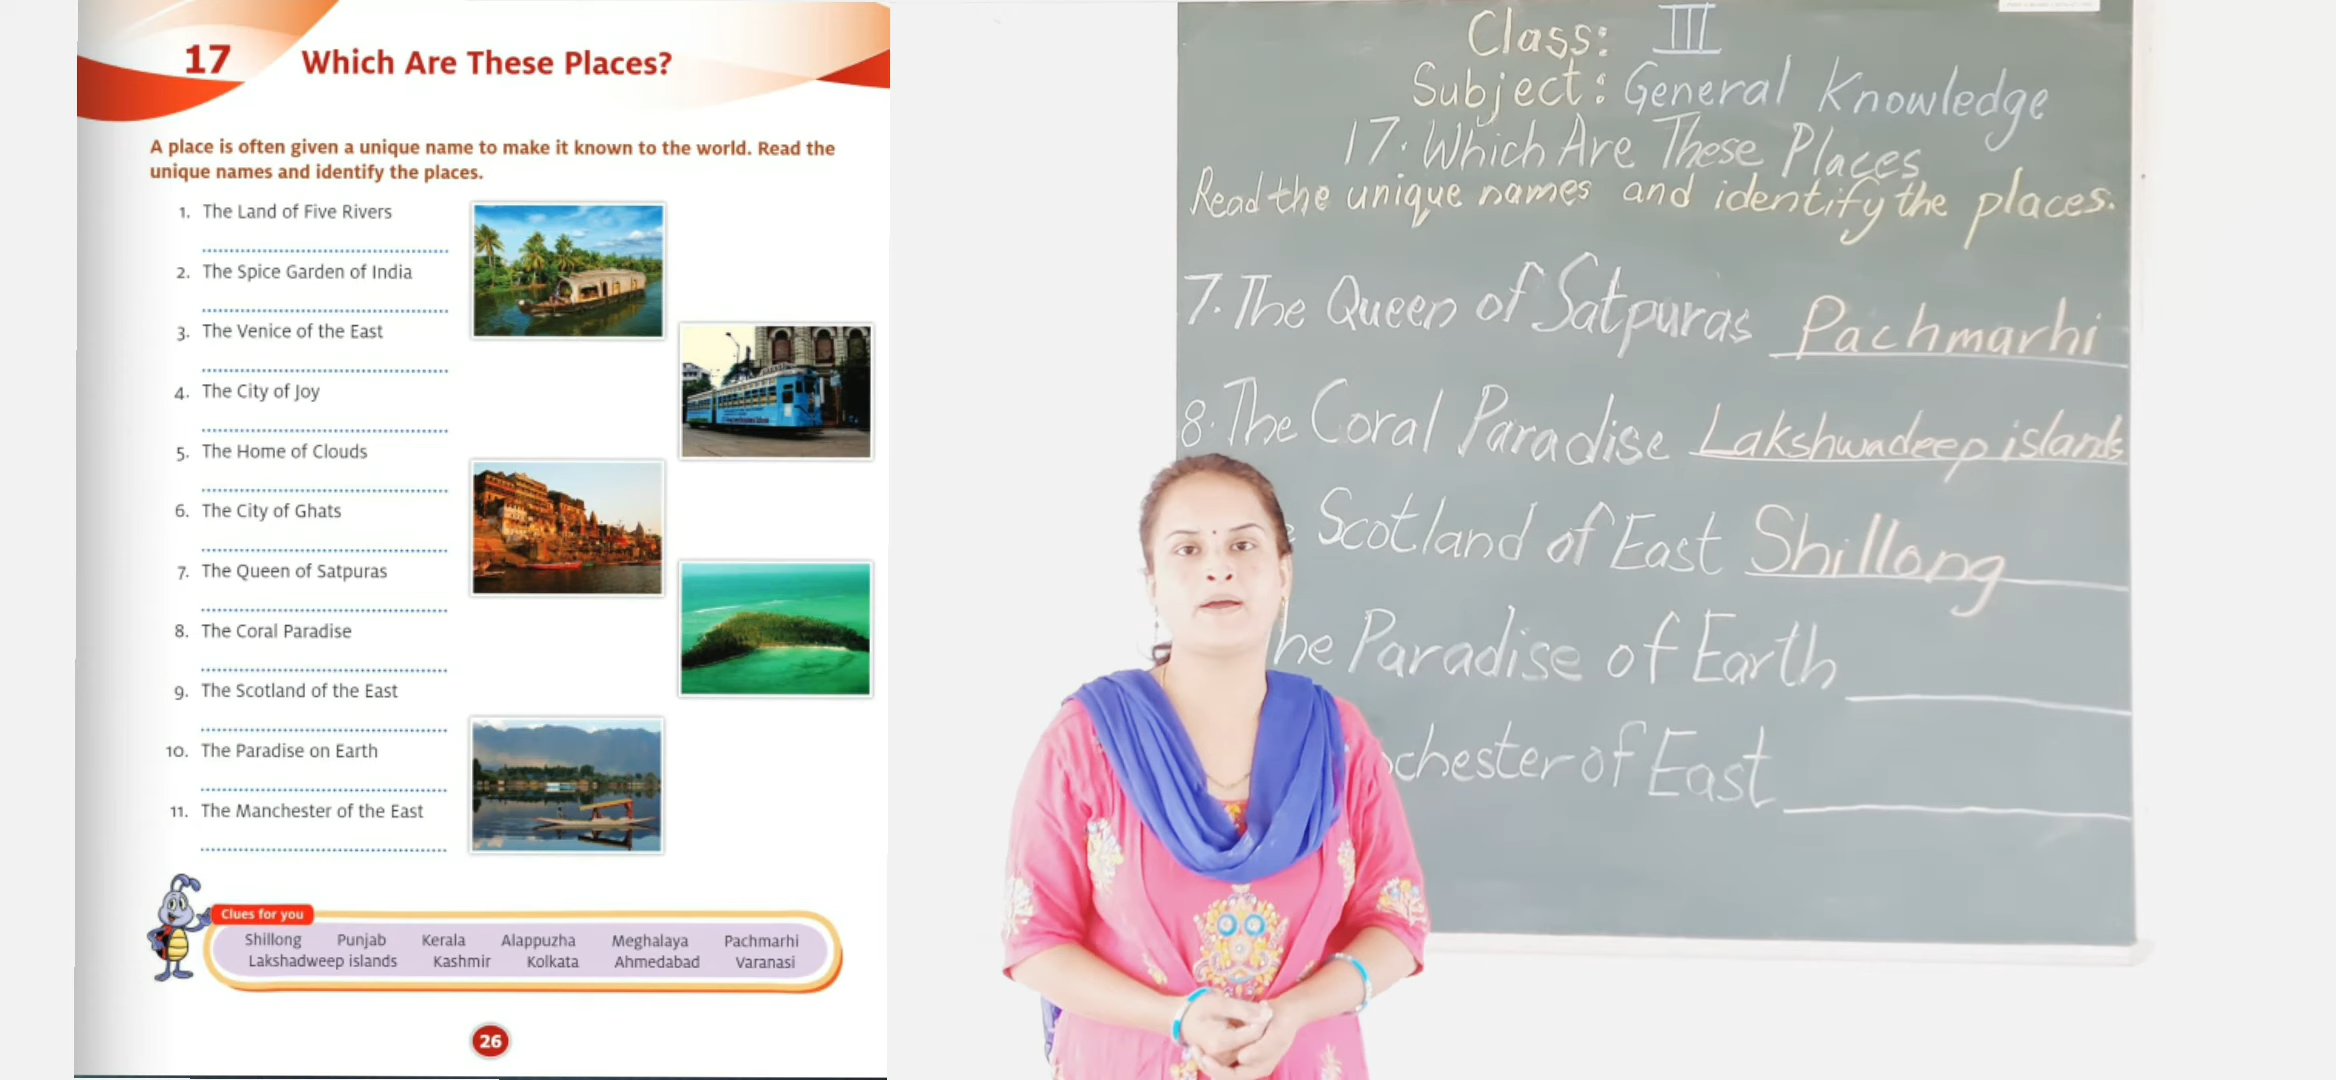 17
Which Are These Places?
A place is often given a unique name to make it known to the world. Read the
unique names and identify the places.
1. The Land of Five Rivers
2. The Spice Garden of India
3. The Venice of the East
4. The City of Joy
5. The Home of Clouds
6. The City of Ghats
7. The Queen of Satpuras
8. The Coral Paradise
9. The Scotland of the East
10. The Paradise on Earth
11. The Manchester of the East
Clues for you
Shillong Punjab Kerala Alappuzha Meghalaya Pachmarhi
Lakshadweep islands Kashmir Kolkata Ahmedabad Varanasi
26
Class: III
Subject: General Knowledge
17. Which Are These Places
Read the unique names and identify the places.
7. The Queen of Satpuras Pachmarhi
8. The Coral Paradise Lakshwadeep islands
Scotland of East Shillong
he Paradise of Earth
chester of East